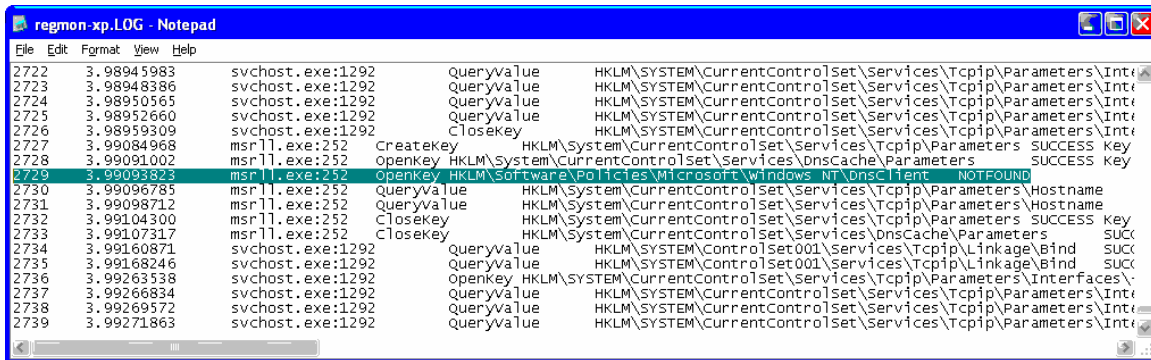 regmon-xp.LOG - Notepad
File Edit Format View Help
2722 3.98945983 svchost.exe:1292 QueryValue HKLM\SYSTEM\CurrentControlSet\Services\Tcpip\Parameters\Inte
2723 3.98948386 svchost.exe:1292 QueryValue HKLM\SYSTEM\CurrentControlSet\Services\Tcpip\Parameters\Inte
2724 3.98950565 svchost.exe:1292 QueryValue HKLM\SYSTEM\CurrentControlSet\Services\Tcpip\Parameters\Inte
2725 3.98952660 svchost.exe:1292 QueryValue HKLM\SYSTEM\CurrentControlSet\Services\Tcpip\Parameters\Inte
2726 3.98959309 svchost.exe:1292 CloseKey HKLM\SYSTEM\CurrentControlSet\Services\Tcpip\Parameters\Inte
2727 3.99084968 msrll.exe:252 CreateKey HKLM\System\CurrentControlSet\Services\Tcpip\Parameters SUCCESS Key
2728 3.99091002 msrll.exe:252 OpenKey HKLM\System\CurrentControlSet\Services\DnsCache\Parameters SUCCESS Key
2729 3.99093823 msrll.exe:252 OpenKey HKLM\Software\Policies\Microsoft\Windows NT\DnsClient NOTFOUND
2730 3.99096785 msrll.exe:252 QueryValue HKLM\System\CurrentControlSet\Services\Tcpip\Parameters\Hostname
2731 3.99098712 msrll.exe:252 QueryValue HKLM\System\CurrentControlSet\Services\Tcpip\Parameters\Hostname
2732 3.99104300 msrll.exe:252 CloseKey HKLM\System\CurrentControlSet\Services\Tcpip\Parameters SUCCESS Key
2733 3.99107317 msrll.exe:252 CloseKey HKLM\System\CurrentControlSet\Services\DnsCache\Parameters SUCC
2734 3.99160871 svchost.exe:1292 QueryValue HKLM\SYSTEM\ControlSet001\Services\Tcpip\Linkage\Bind SUCC
2735 3.99168246 svchost.exe:1292 QueryValue HKLM\SYSTEM\ControlSet001\Services\Tcpip\Linkage\Bind SUCC
2736 3.99263538 svchost.exe:1292 OpenKey HKLM\SYSTEM\CurrentControlSet\Services\Tcpip\Parameters\Interfaces\
2737 3.99266834 svchost.exe:1292 QueryValue HKLM\SYSTEM\CurrentControlSet\Services\Tcpip\Parameters\Inte
2738 3.99269572 svchost.exe:1292 QueryValue HKLM\SYSTEM\CurrentControlSet\Services\Tcpip\Parameters\Inte
2739 3.99271863 svchost.exe:1292 QueryValue HKLM\SYSTEM\CurrentControlSet\Services\Tcpip\Parameters\Inte